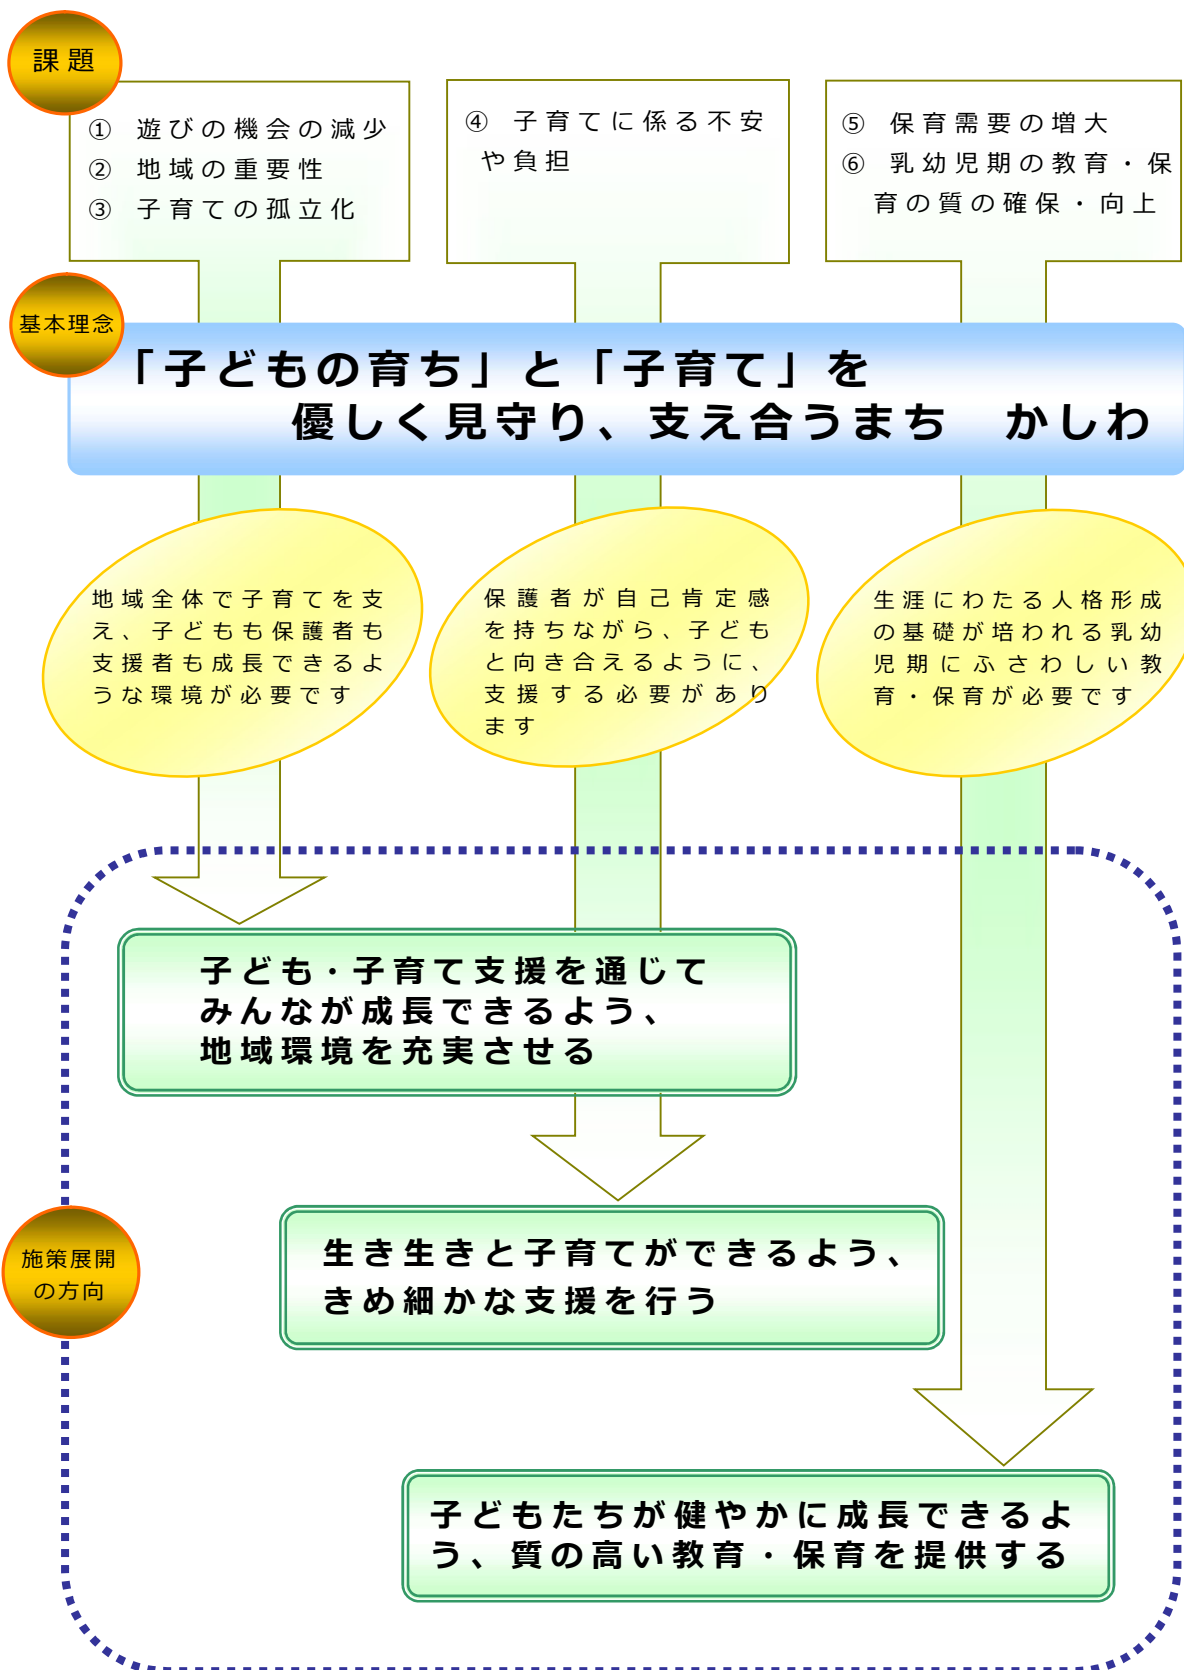 課題
① 遊びの機会の減少
② 地域の重要性
③ 子育ての孤立化
④ 子育てに係る不安
や負担
⑤ 保育需要の増大
⑥ 乳幼児期の教育・保
育の質の確保・向上
基本理念
「子どもの育ち」と「子育て」を
優しく見守り、支え合うまち　かしわ
地域全体で子育てを支
え、子どもも保護者も
支援者も成長できるよ
うな環境が必要です
保護者が自己肯定感
を持ちながら、子ども
と向き合えるように、
支援する必要があり
ます
生涯にわたる人格形成
の基礎が培われる乳幼
児期にふさわしい教
育・保育が必要です
子ども・子育て支援を通じて
みんなが成長できるよう、
地域環境を充実させる
施策展開
の方向
生き生きと子育てができるよう、
きめ細かな支援を行う
子どもたちが健やかに成長できるよ
う、質の高い教育・保育を提供する